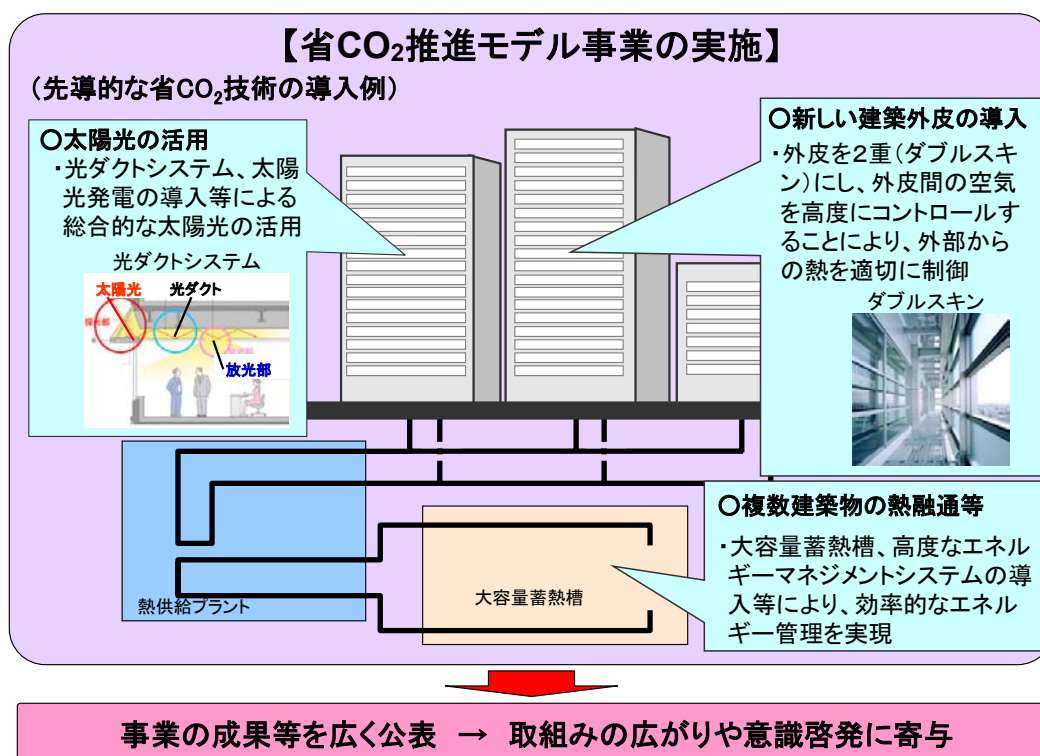 【省CO₂推進モデル事業の実施】
（先導的な省CO₂技術の導入例）
○太陽光の活用
・光ダクトシステム、太陽
光発電の導入等による
総合的な太陽光の活用
光ダクトシステム
太陽光
光ダクト
放光部
○新しい建築外皮の導入
・外皮を２重（ダブルスキ
ン）にし、外皮間の空気
を高度にコントロールす
ることにより、外部から
の熱を適切に制御
ダブルスキン
○複数建築物の熱融通等
・大容量蓄熱槽、高度なエネル
ギーマネジメントシステムの導
入等により、効率的なエネル
ギー管理を実現
熱供給プラント
大容量蓄熱槽
事業の成果等を広く公表 → 取組みの広がりや意識啓発に寄与